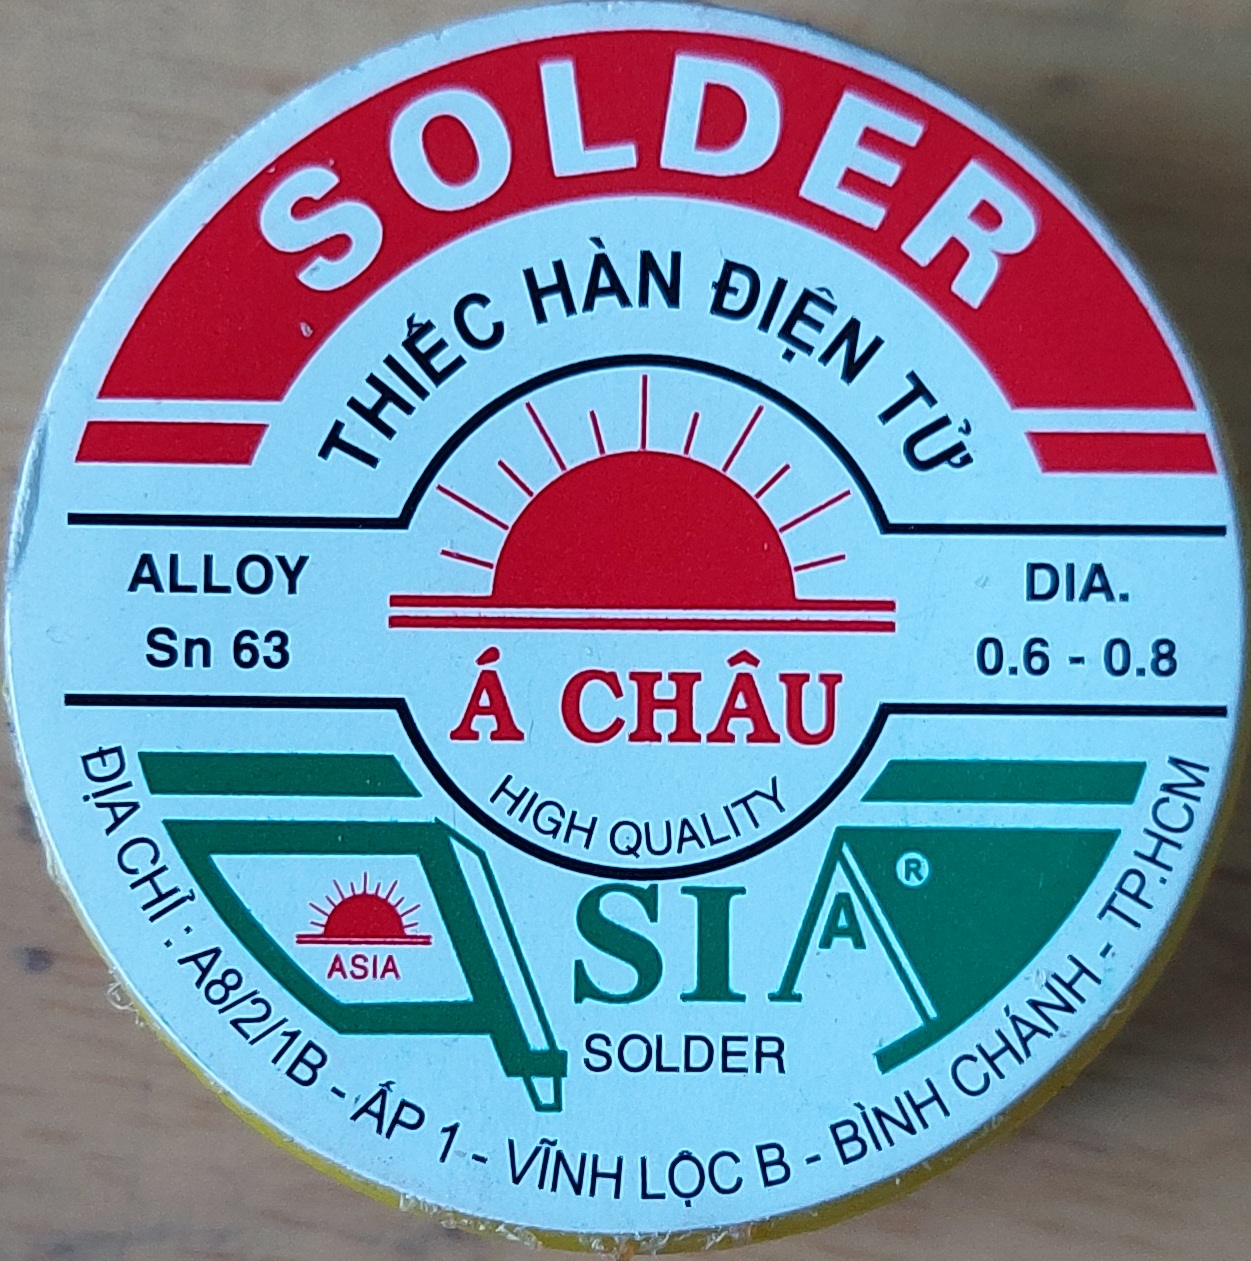 SOLDER
THIẾC HÀN ĐIỆN TỬ
ALLOY
Sn 63
DIA.
0.6 - 0.8
Á CHÂU
HIGH QUALITY
ASIA
SIA
A
®
SOLDER
ĐỊA CHỈ : A8/2/1B - ẤP 1 - VĨNH LỘC B - BÌNH CHÁNH - TP.HCM